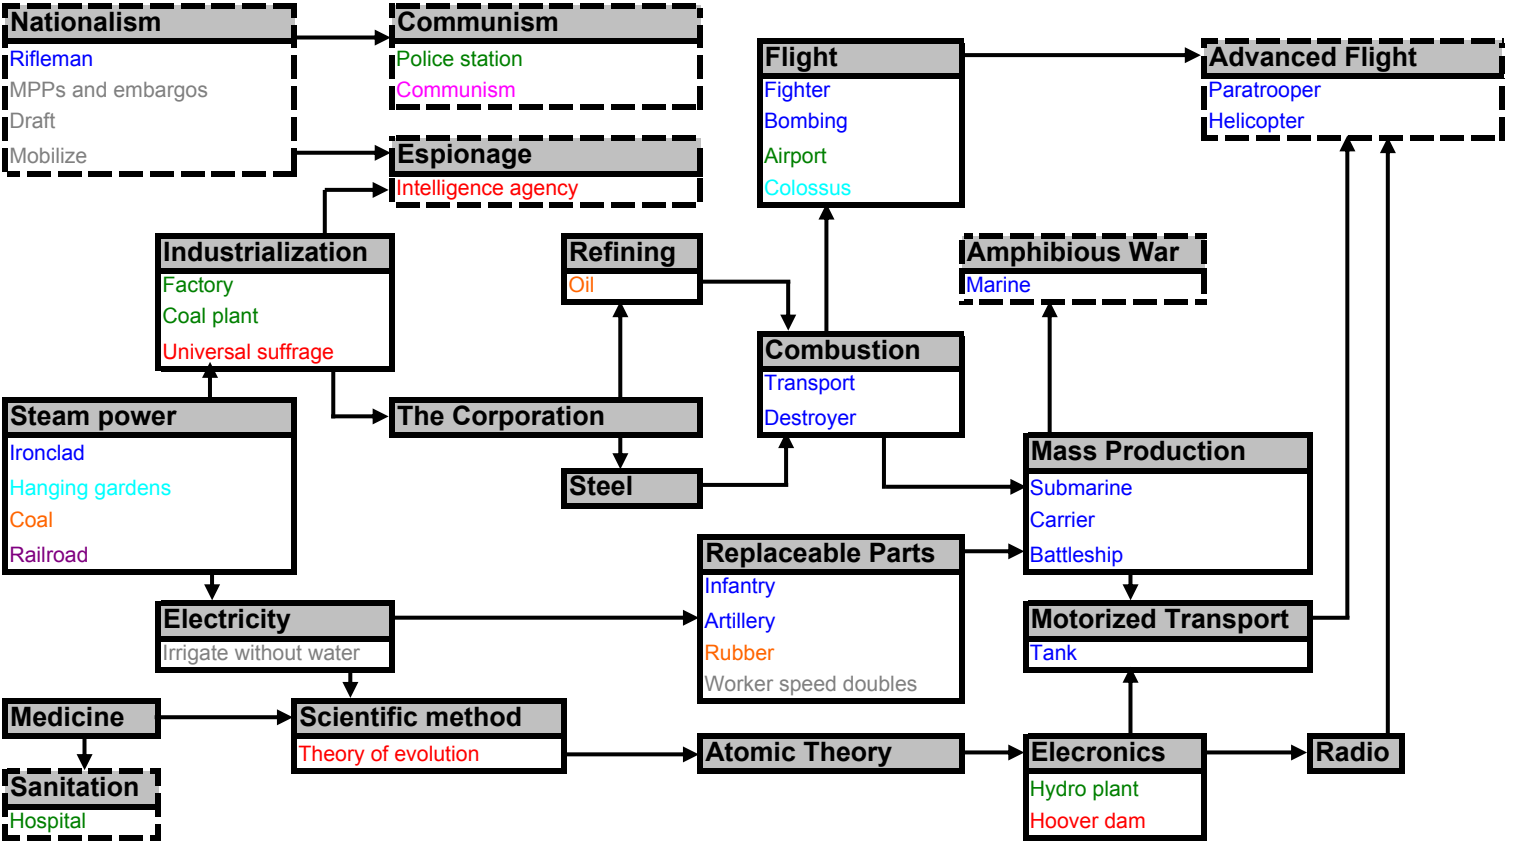 Nationalism
Rifleman
MPPs and embargos
Draft
Mobilize
Communism
Police station
Communism
Espionage
Intelligence agency
Flight
Fighter
Bombing
Airport
Colossus
Advanced Flight
Paratrooper
Helicopter
Industrialization
Factory
Coal plant
Universal suffrage
Refining
Oil
Amphibious War
Marine
Combustion
Transport
Destroyer
Steam power
Ironclad
Hanging gardens
Coal
Railroad
The Corporation
Steel
Mass Production
Submarine
Carrier
Battleship
Replaceable Parts
Infantry
Artillery
Rubber
Worker speed doubles
Electricity
Irrigate without water
Motorized Transport
Tank
Medicine
Scientific method
Theory of evolution
Atomic Theory
Elecronics
Hydro plant
Hoover dam
Radio
Sanitation
Hospital